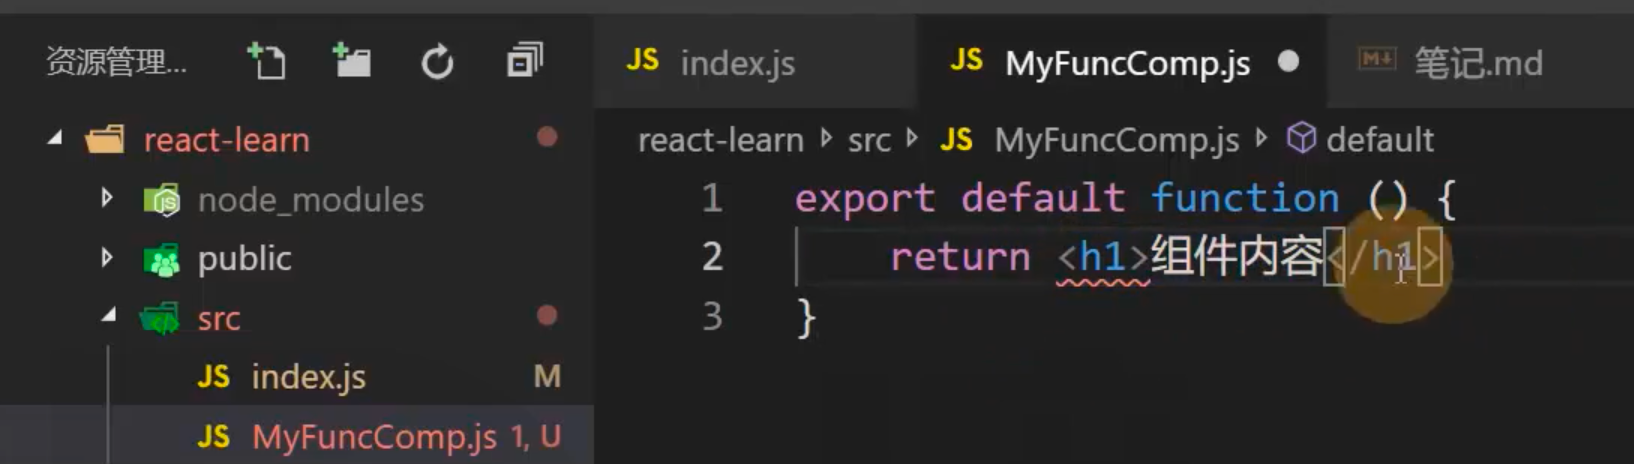 资源管理...
react-learn
node_modules
public
src
JS index.js M
JS MyFuncComp.js 1, U
JS index.js
JS MyFuncComp.js
M↓ 笔记.md
react-learn src JS MyFuncComp.js default
1 export default function () {
2 return <h1>组件内容</h1>
3 }